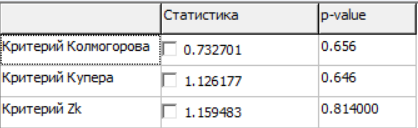 Статистика p-value
Критерий Колмогорова 0.732701 0.656
Критерий Купера 1.126177 0.646
Критерий Zk 1.159483 0.814000